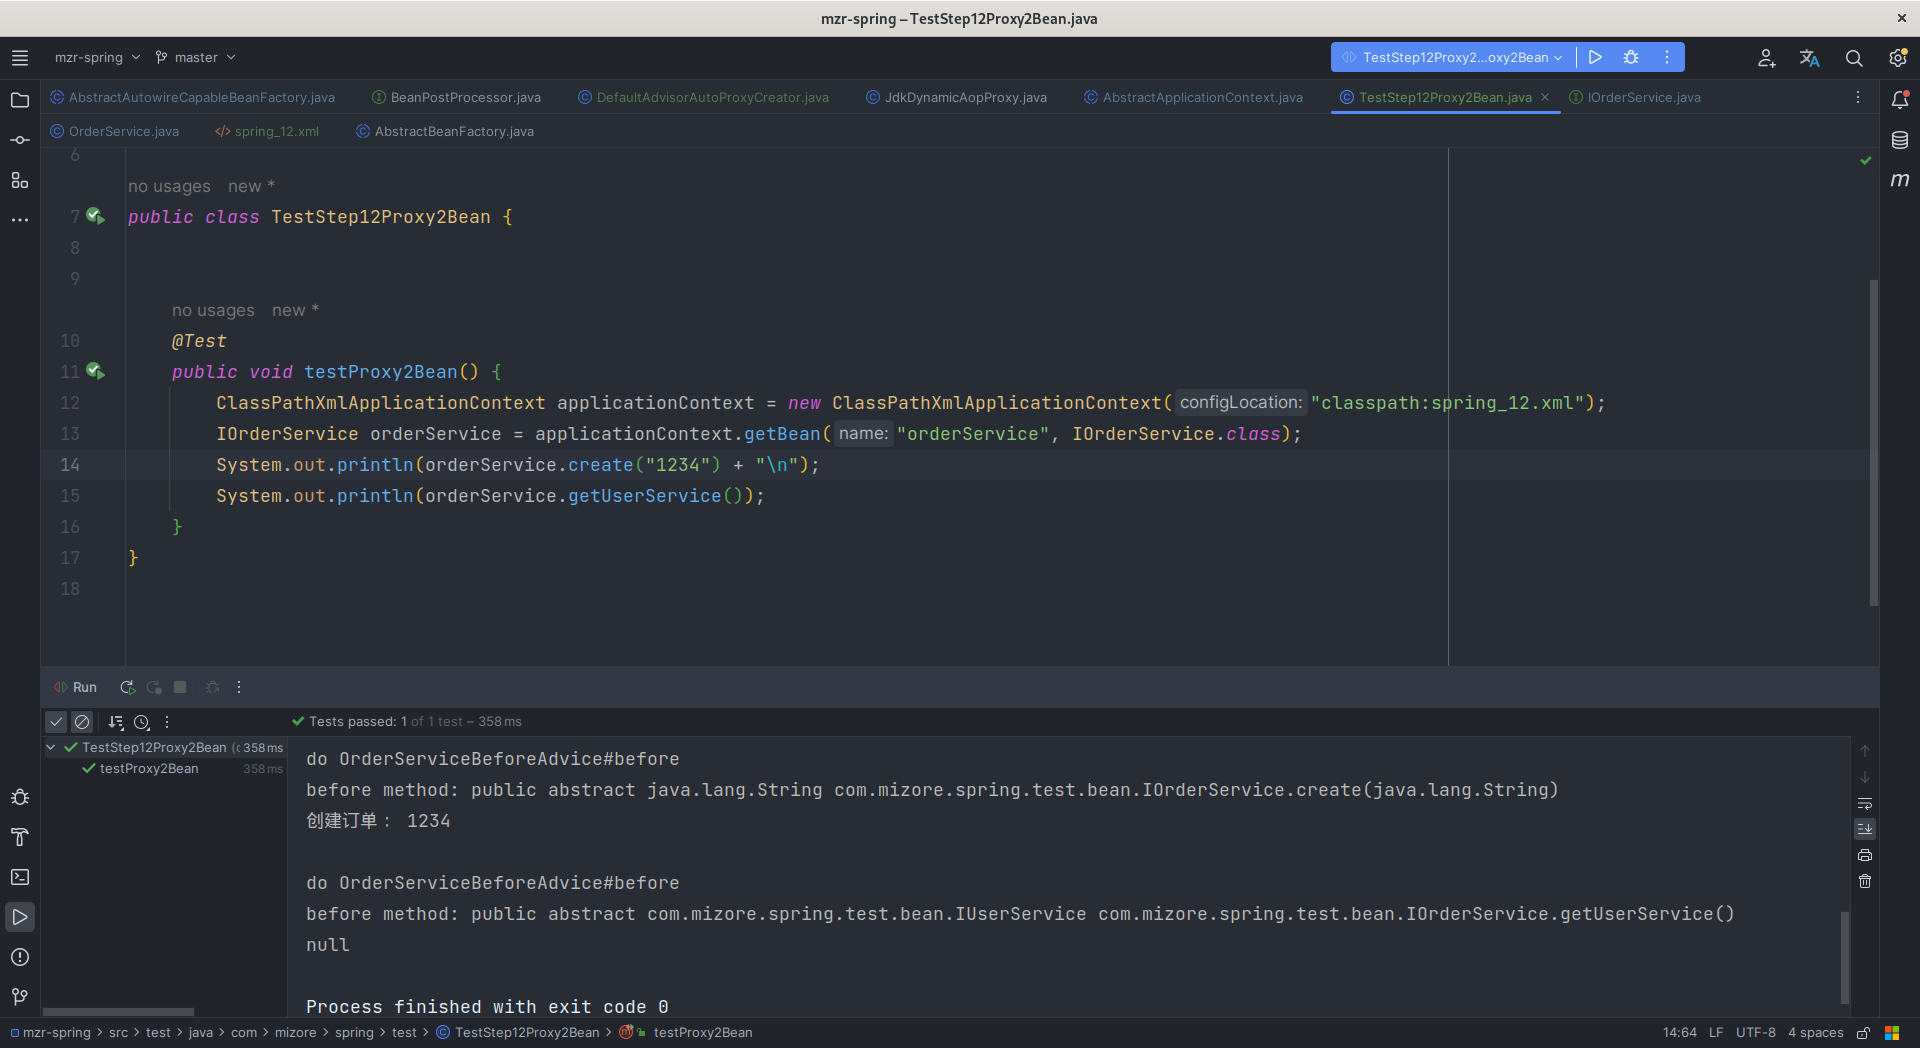 mzr-spring – TestStep12Proxy2Bean.java
mzr-spring master TestStep12Proxy2...oxy2Bean
AbstractAutowireCapableBeanFactory.java BeanPostProcessor.java DefaultAdvisorAutoProxyCreator.java JdkDynamicAopProxy.java AbstractApplicationContext.java TestStep12Proxy2Bean.java IOrderService.java
OrderService.java spring_12.xml AbstractBeanFactory.java
6
no usages new *
7 public class TestStep12Proxy2Bean {
8
9
no usages new *
10 @Test
11 public void testProxy2Bean() {
12 ClassPathXmlApplicationContext applicationContext = new ClassPathXmlApplicationContext( configLocation: "classpath:spring_12.xml");
13 IOrderService orderService = applicationContext.getBean( name: "orderService", IOrderService.class);
14 System.out.println(orderService.create("1234") + "\n");
15 System.out.println(orderService.getUserService());
16 }
17 }
18
Run
Tests passed: 1 of 1 test – 358 ms
TestStep12Proxy2Bean (c 358 ms
testProxy2Bean 358 ms
do OrderServiceBeforeAdvice#before
before method: public abstract java.lang.String com.mizore.spring.test.bean.IOrderService.create(java.lang.String)
创建订单： 1234
do OrderServiceBeforeAdvice#before
before method: public abstract com.mizore.spring.test.bean.IUserService com.mizore.spring.test.bean.IOrderService.getUserService()
null
Process finished with exit code 0
mzr-spring > src > test > java > com > mizore > spring > test > TestStep12Proxy2Bean > testProxy2Bean 14:64 LF UTF-8 4 spaces